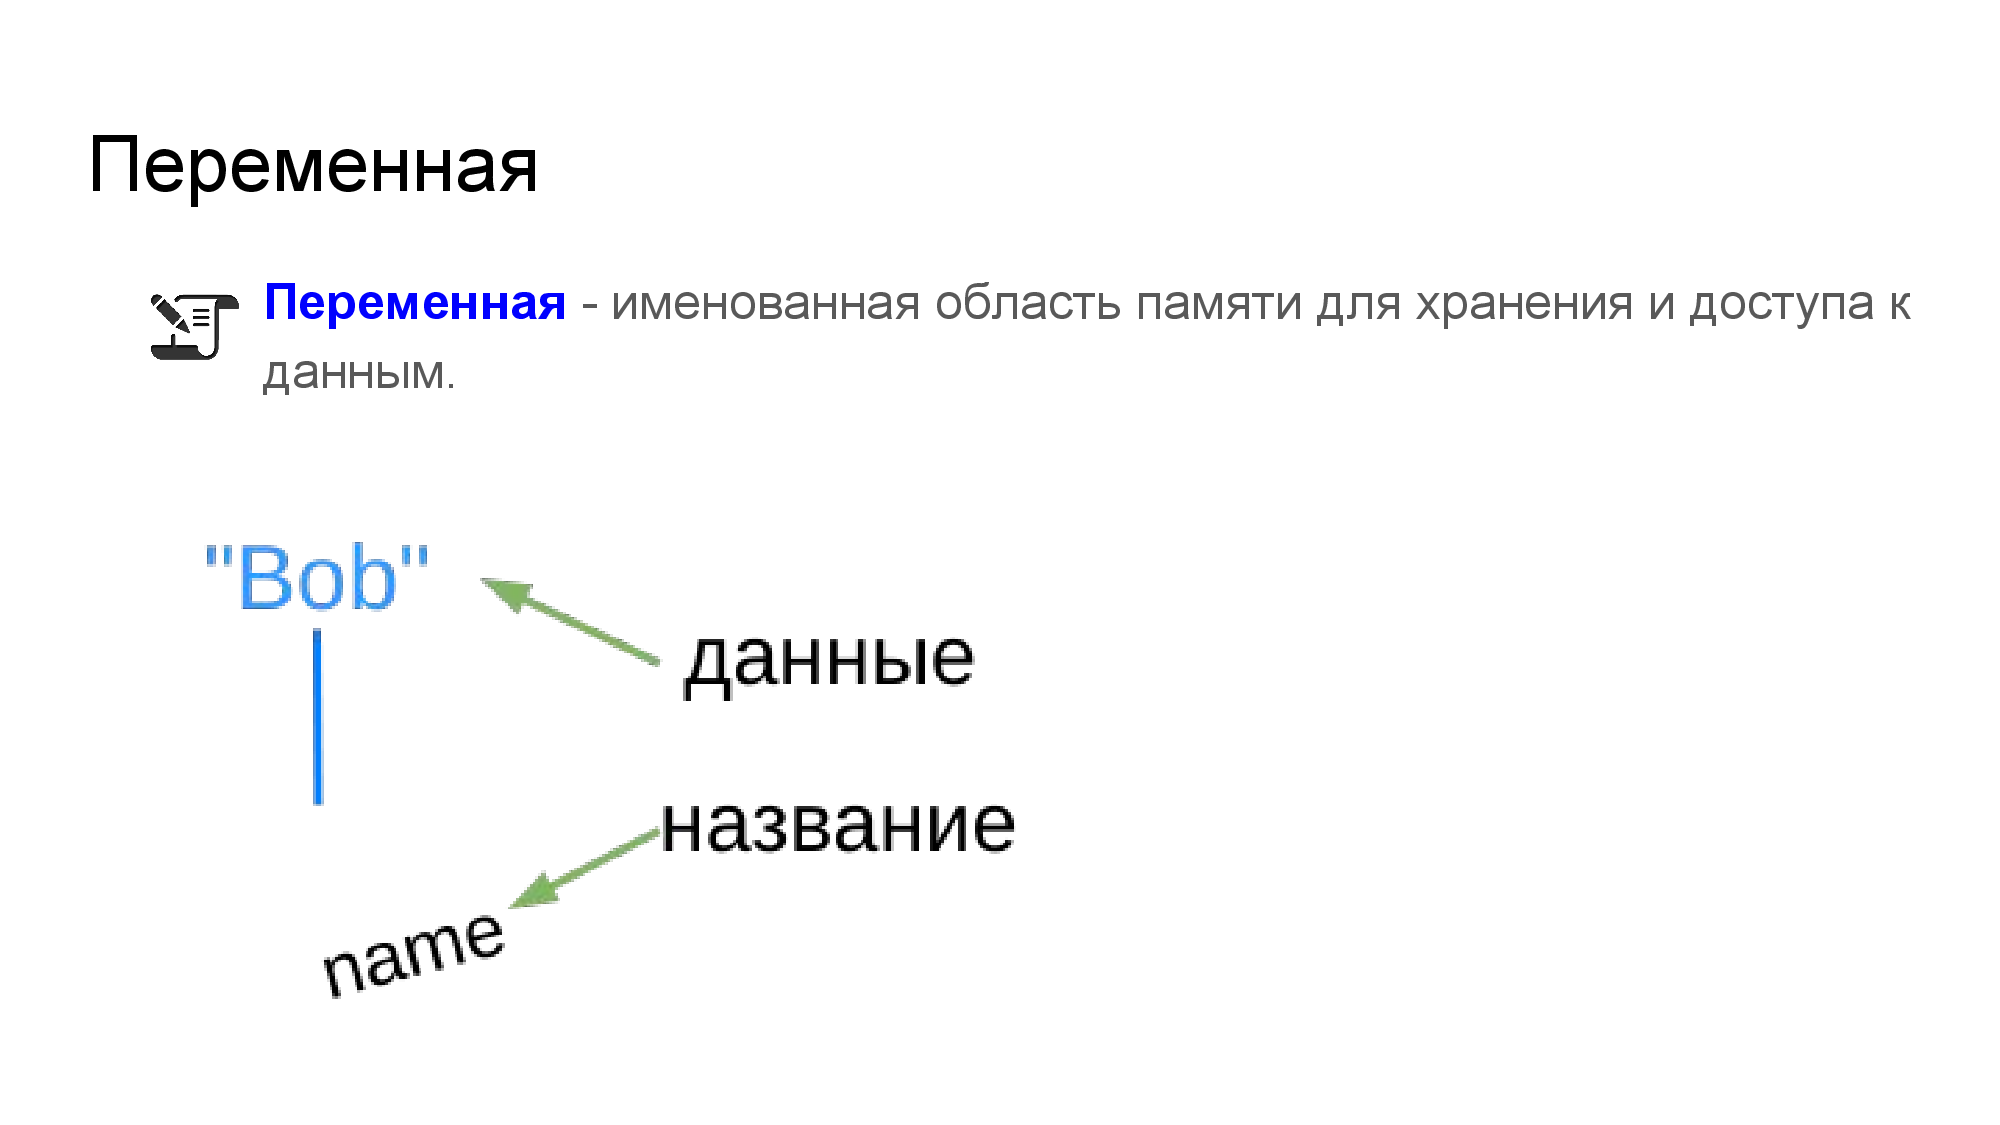 Переменная
Переменная - именованная область памяти для хранения и доступа к
данным.
"Bob"
данные
название
name